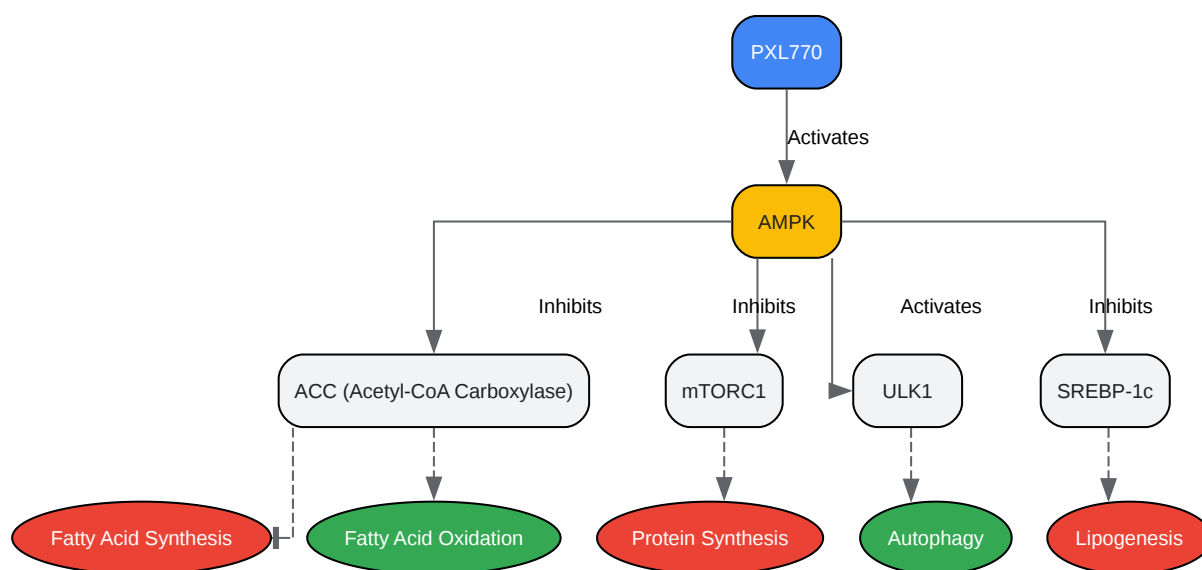 PXL770
Activates
AMPK
Inhibits
Inhibits
Activates
Inhibits
ACC (Acetyl-CoA Carboxylase)
mTORC1
ULK1
SREBP-1c
Fatty Acid Synthesis
Fatty Acid Oxidation
Protein Synthesis
Autophagy
Lipogenesis